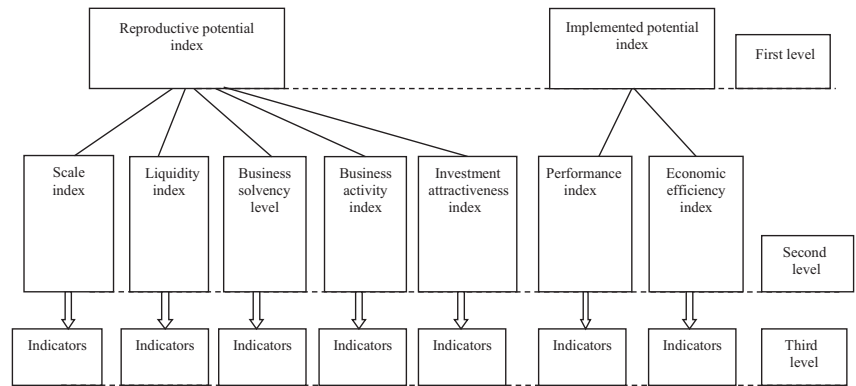 Reproductive potential
index
Implemented potential
index
First level
Scale
index
Liquidity
index
Business
solvency
level
Business
activity
index
Investment
attractiveness
index
Performance
index
Economic
efficiency
index
Second
level
Indicators
Indicators
Indicators
Indicators
Indicators
Indicators
Indicators
Third
level